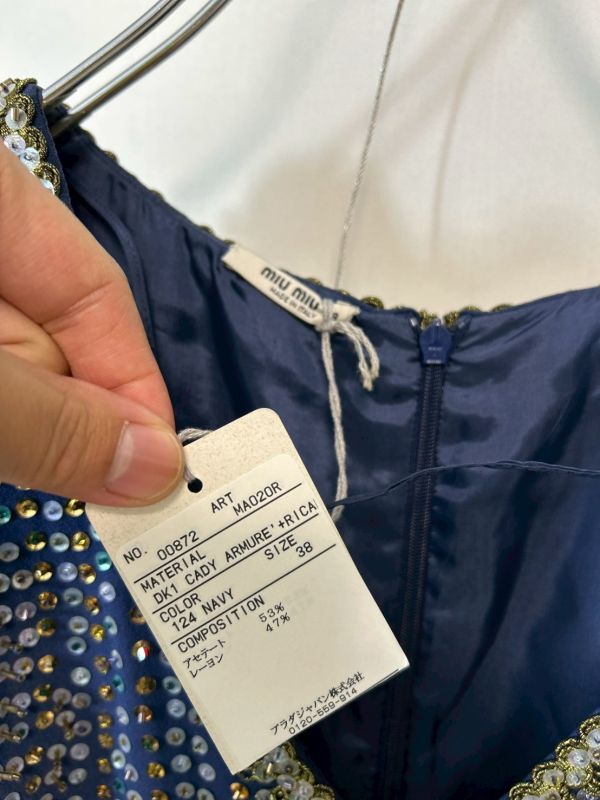 miu miu
MADE IN ITALY
NO. 00872 ART MA020R
MATERIAL
DK1 CADY ARMURE'+RICA
COLOR SIZE
124 NAVY 38
COMPOSITION
アセテート 53%
レーヨン 47%
プラダジャパン株式会社
0120-559-914